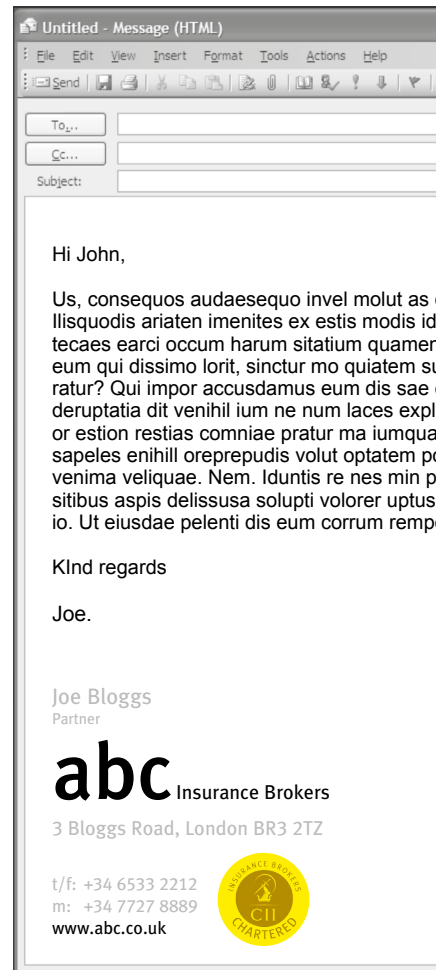 Untitled - Message (HTML)
File Edit View Insert Format Tools Actions Help
Send
To...
Cc...
Subject:
Hi John,
Us, consequos audaesequo invel molut as
Ilisquodis ariaten imenites ex estis modis id
tecaes earci occum harum sitatium quamen
eum qui dissimo lorit, sinctur mo quiatem su
ratur? Qui impor accusdamus eum dis sae
deruptatia dit venihil ium ne num laces expl
or estion restias comniae pratur ma iumqua
sapeles enihill oreprepudis volut optatem po
venima veliquae. Nem. Iduntis re nes min p
sitibus aspis delissusa solupti volorer uptus
io. Ut eiusdae pelenti dis eum corrum rempe
KInd regards
Joe.
Joe Bloggs
Partner
abc Insurance Brokers
3 Bloggs Road, London BR3 2TZ
t/f: +34 6533 2212
m: +34 7727 8889
www.abc.co.uk
INSURANCE BROKERS
CII
CHARTERED